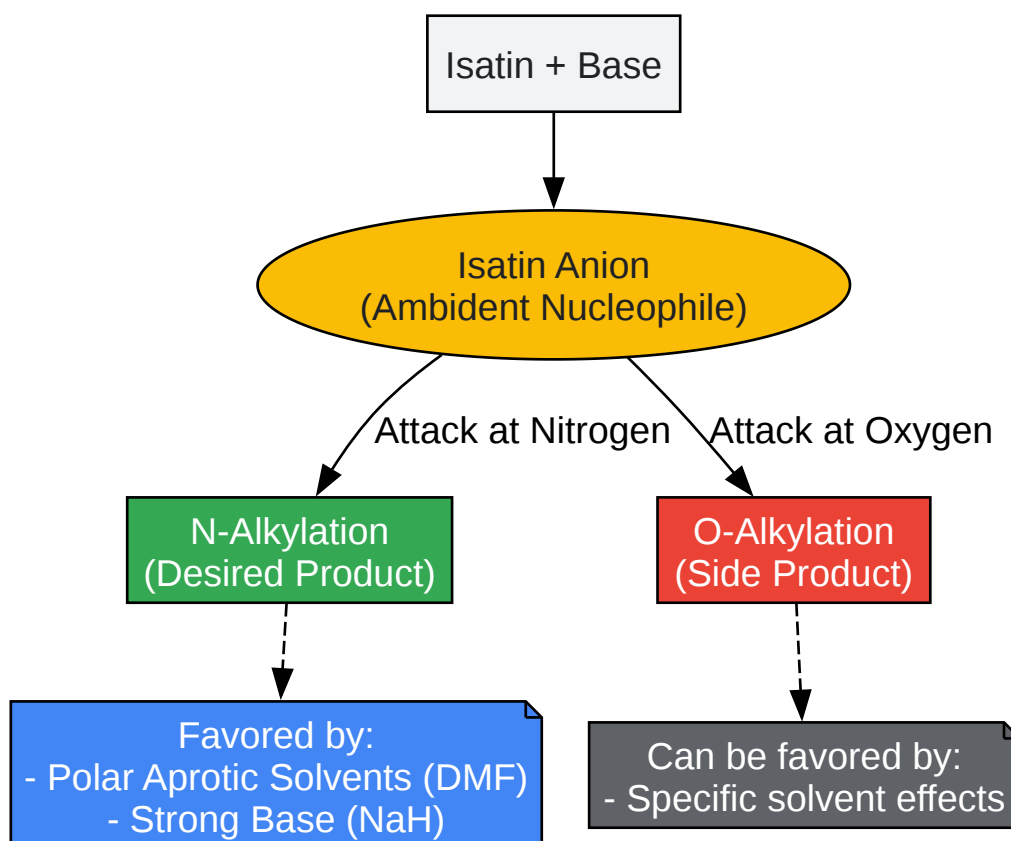 Isatin + Base
Isatin Anion
(Ambident Nucleophile)
Attack at Nitrogen
Attack at Oxygen
N-Alkylation
(Desired Product)
O-Alkylation
(Side Product)
Favored by:
- Polar Aprotic Solvents (DMF)
- Strong Base (NaH)
Can be favored by:
- Specific solvent effects